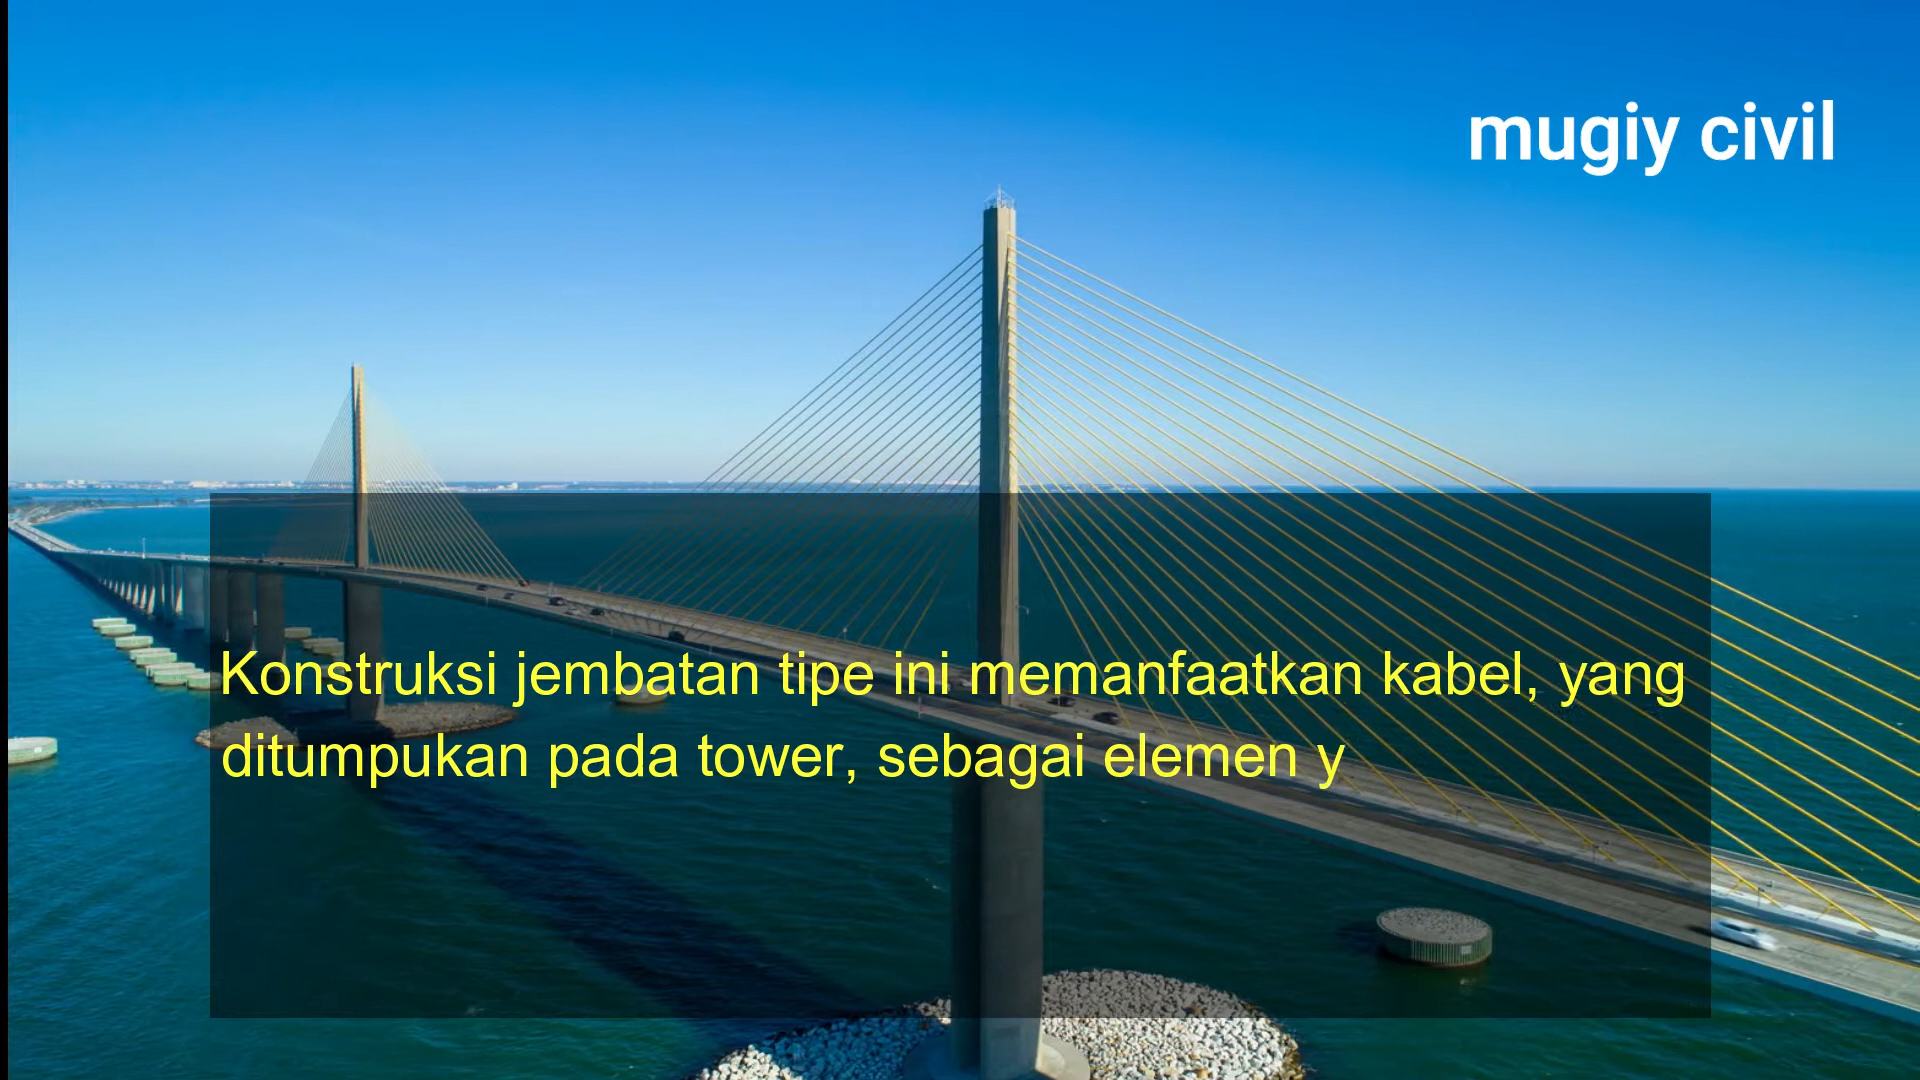 mugiy civil
Konstruksi jembatan tipe ini memanfaatkan kabel, yang
ditumpukan pada tower, sebagai elemen y